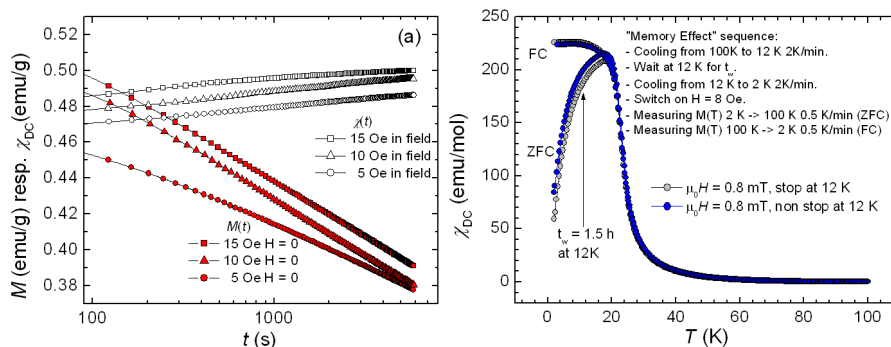 (a)
M (emu/g) resp. χDC (emu/g)
0.52
0.50
0.48
0.46
0.44
0.42
0.40
0.38
χ(t)
15 Oe in field
10 Oe in field
5 Oe in field
M(t)
15 Oe H = 0
10 Oe H = 0
5 Oe H = 0
100
1000
t (s)
χDC (emu/mol)
250
200
150
100
50
0
FC
ZFC
"Memory Effect" sequence:
- Cooling from 100K to 12 K 2K/min.
- Wait at 12 K for tw.
- Cooling from 12 K to 2 K 2K/min.
- Switch on H = 8 Oe.
- Measuring M(T) 2 K -> 100 K 0.5 K/min (ZFC)
- Measuring M(T) 100 K -> 2 K 0.5 K/min (FC)
μ0H = 0.8 mT, stop at 12 K
μ0H = 0.8 mT, non stop at 12 K
tw = 1.5 h
at 12K
0 20 40 60 80 100
T (K)